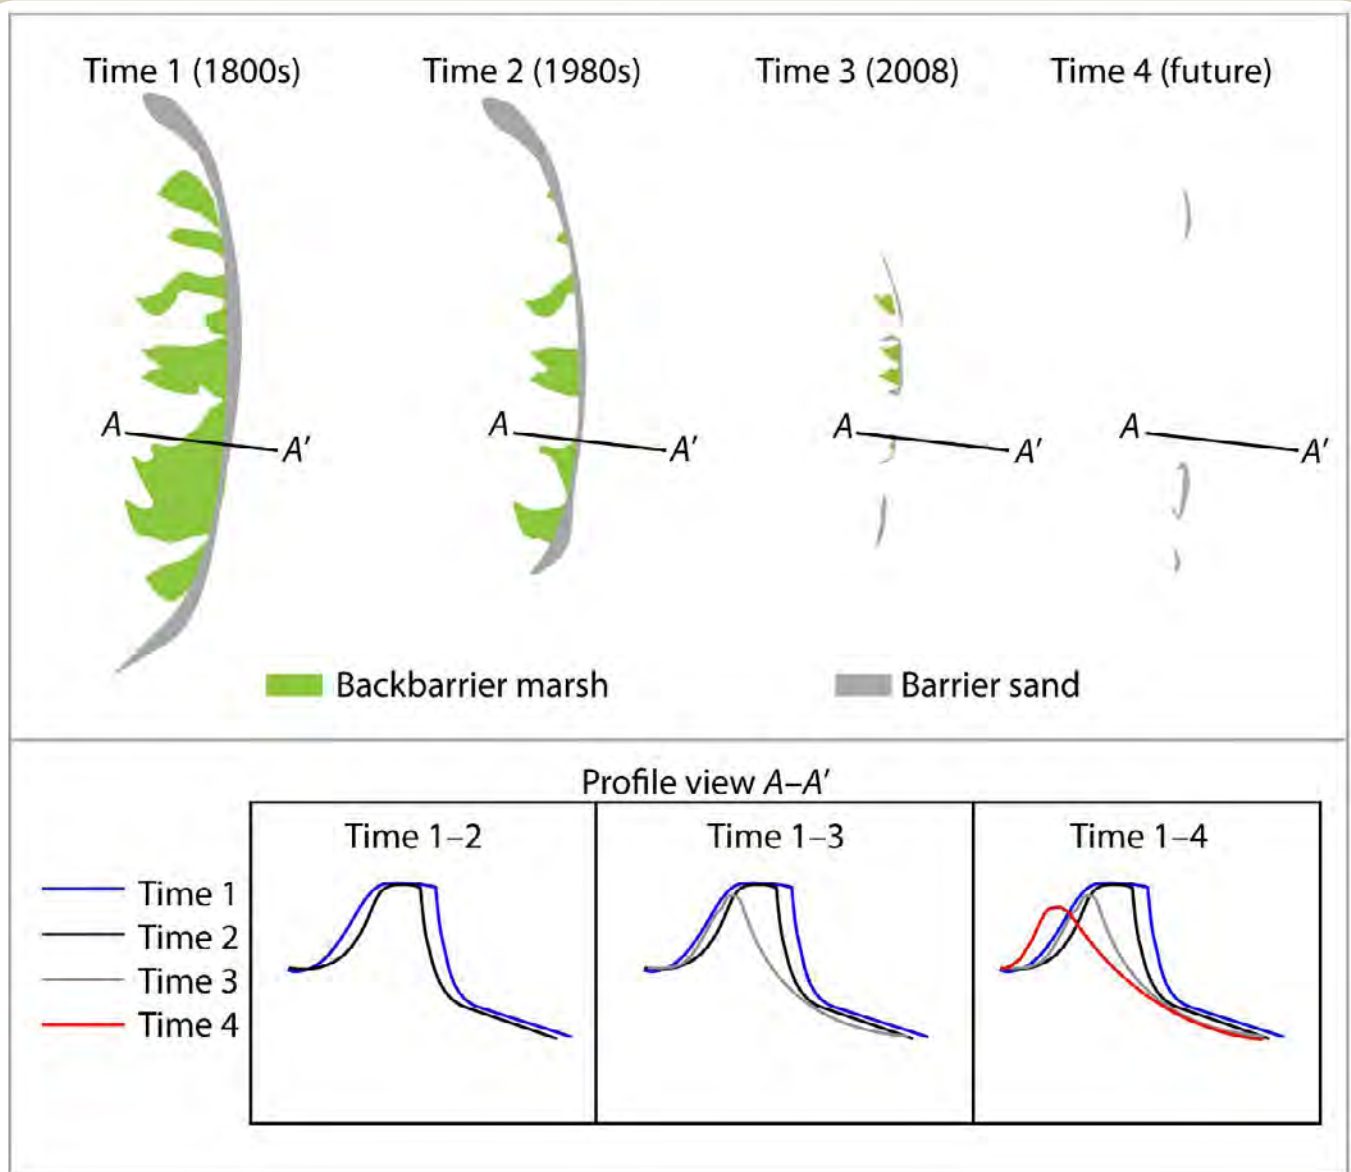 Time 1 (1800s)
Time 2 (1980s)
Time 3 (2008)
Time 4 (future)
A
A'
A
A'
A
A'
A
A'
Backbarrier marsh
Barrier sand
Profile view A–A'
Time 1–2
Time 1–3
Time 1–4
Time 1
Time 2
Time 3
Time 4